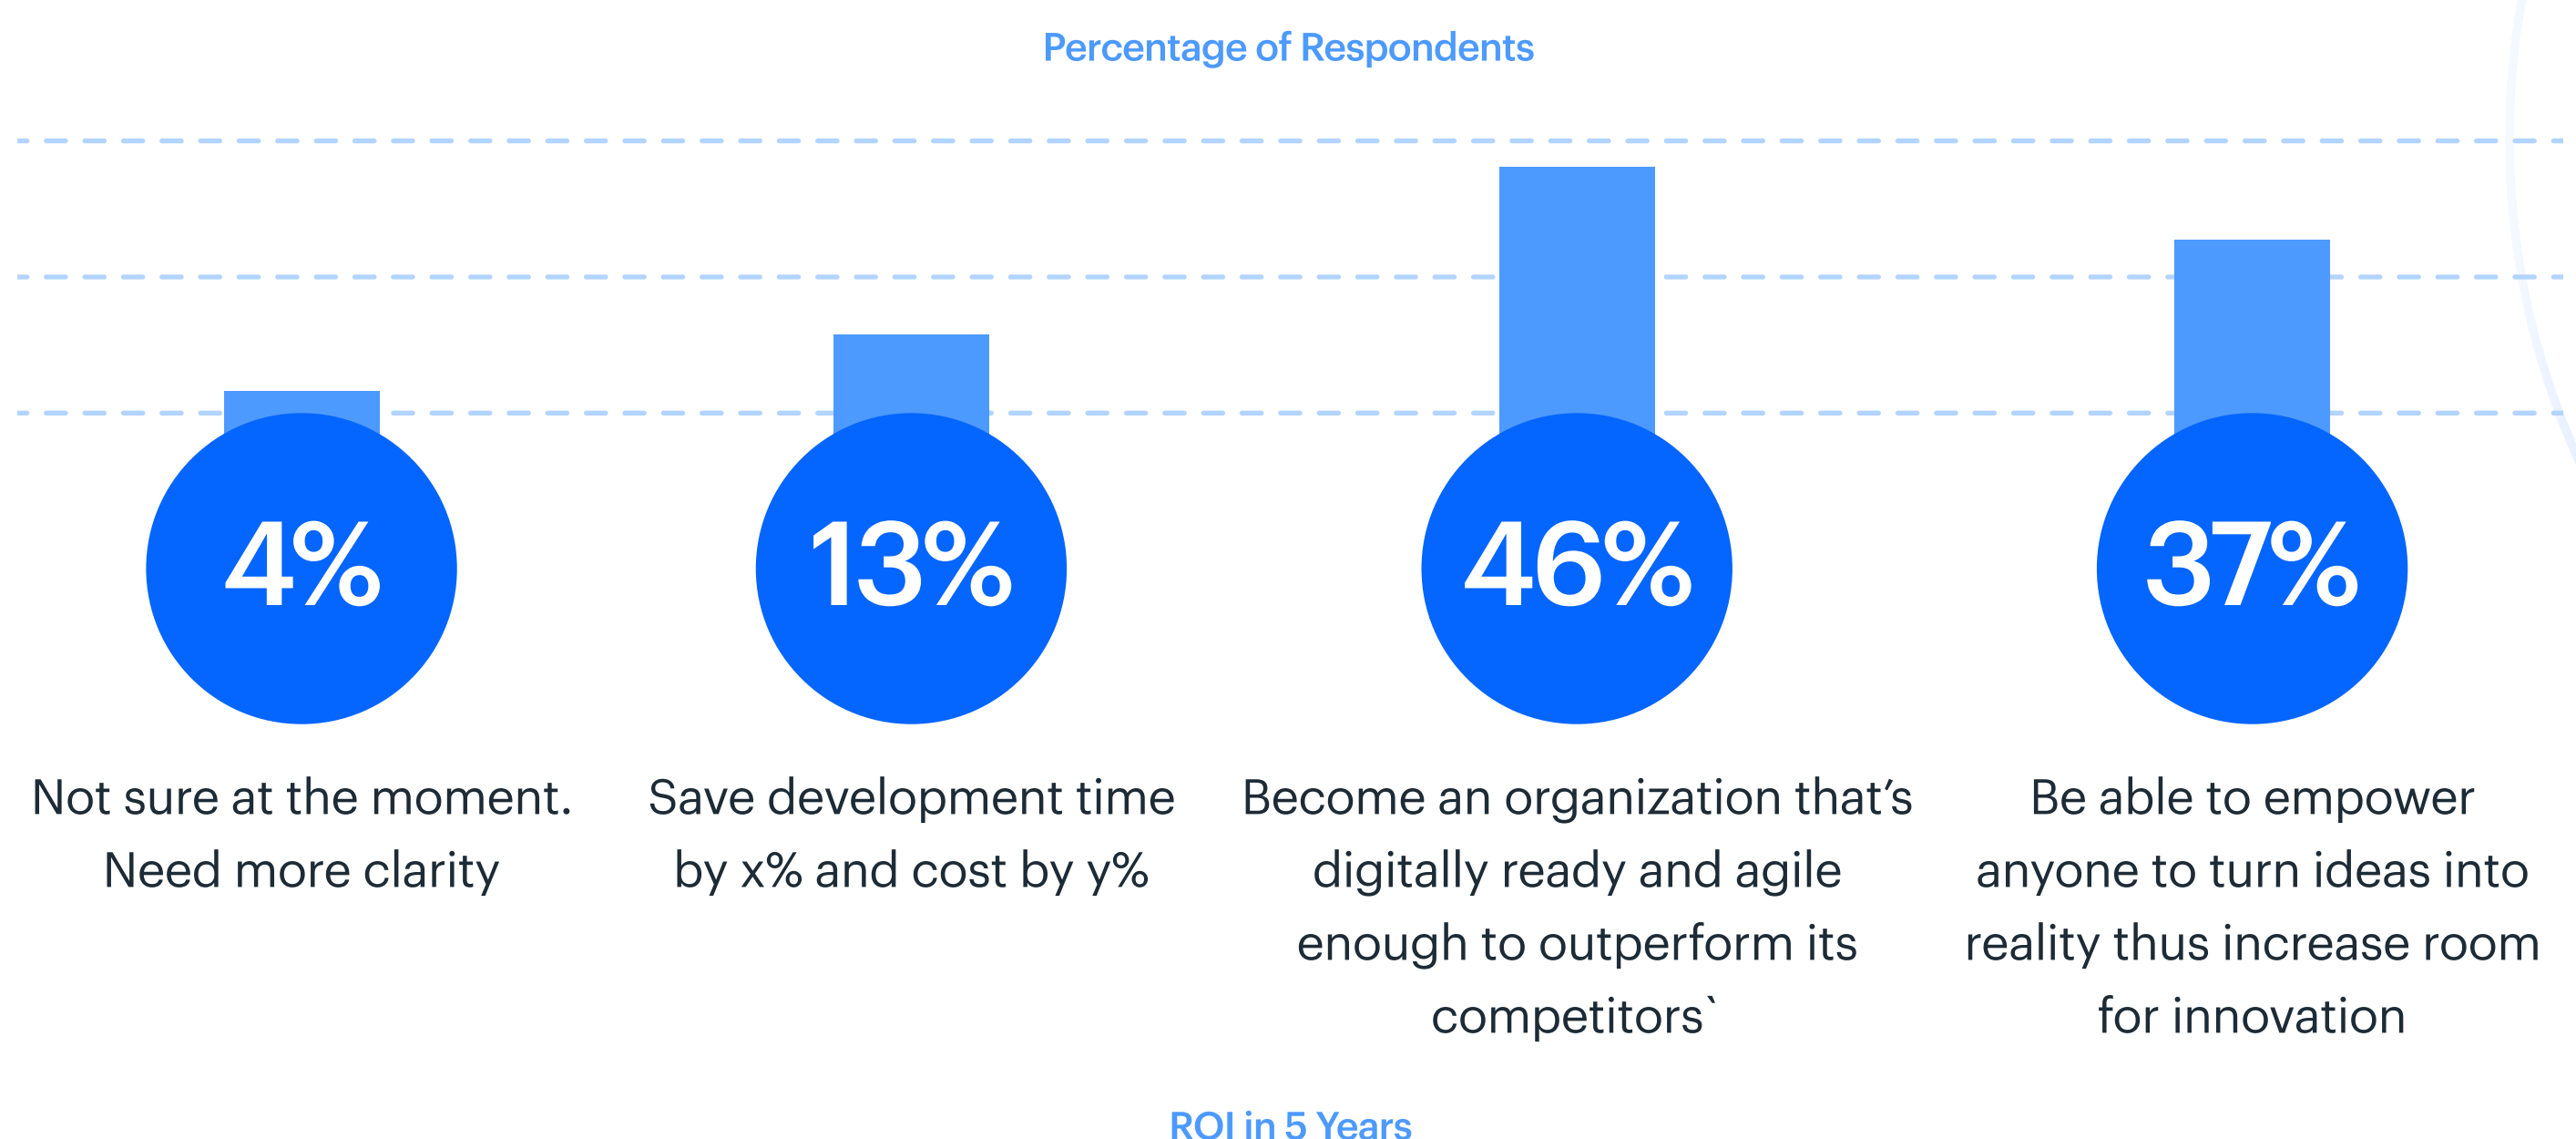 Percentage of Respondents
4%
13%
46%
37%
Not sure at the moment.
Need more clarity
Save development time
by x% and cost by y%
Become an organization that’s
digitally ready and agile
enough to outperform its
competitors`
Be able to empower
anyone to turn ideas into
reality thus increase room
for innovation
ROI in 5 Years